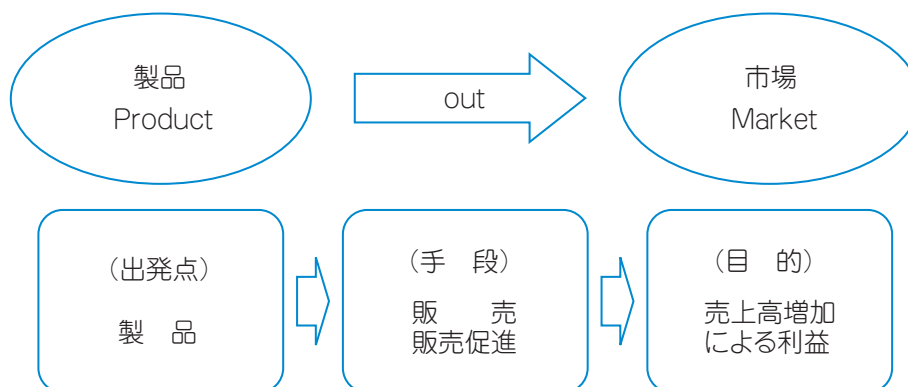 製品
Product
out
市場
Market
（出発点）
製　品
（手　段）
販　　売
販売促進
（目　的）
売上高増加
による利益